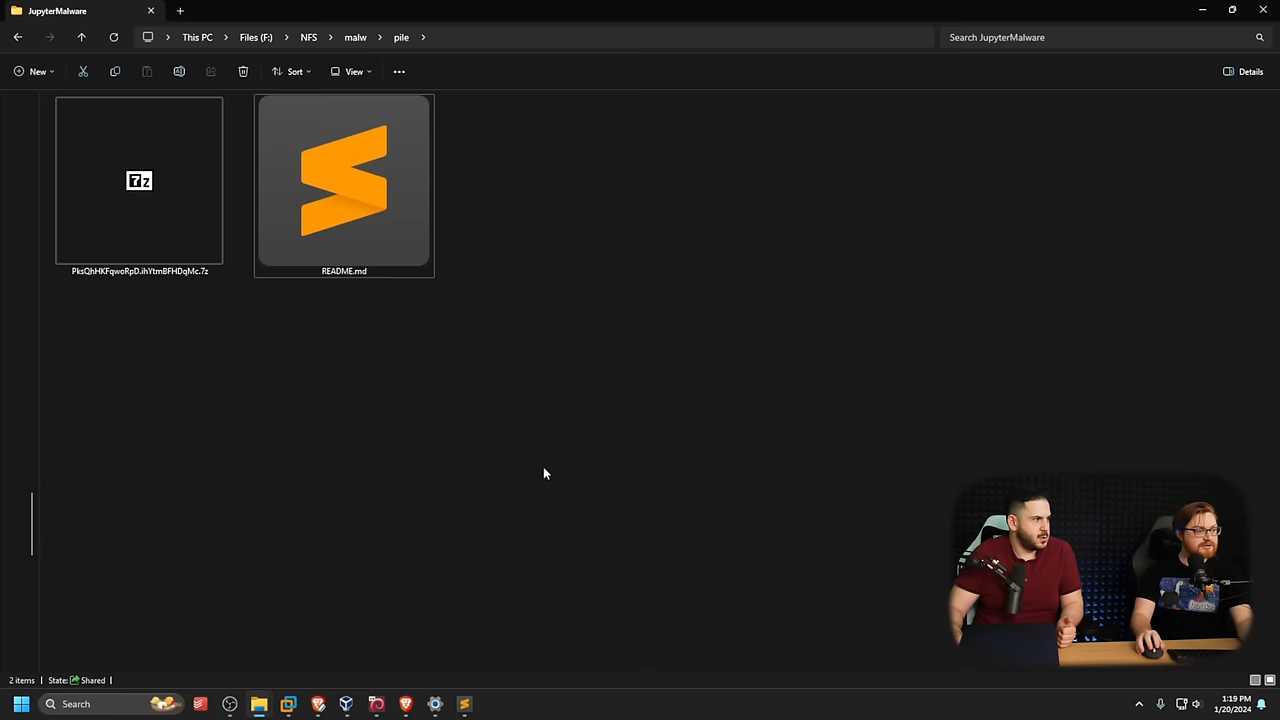 JupyterMalware
This PC
Files (F:)
NFS
malw
pile
Search JupyterMalware
New
Sort
View
Details
7z
PksQhHKFqwoRpD.ihYtmBFHDqMc.7z
README.md
2 items
State:
Shared
Search
1:19 PM
1/20/2024